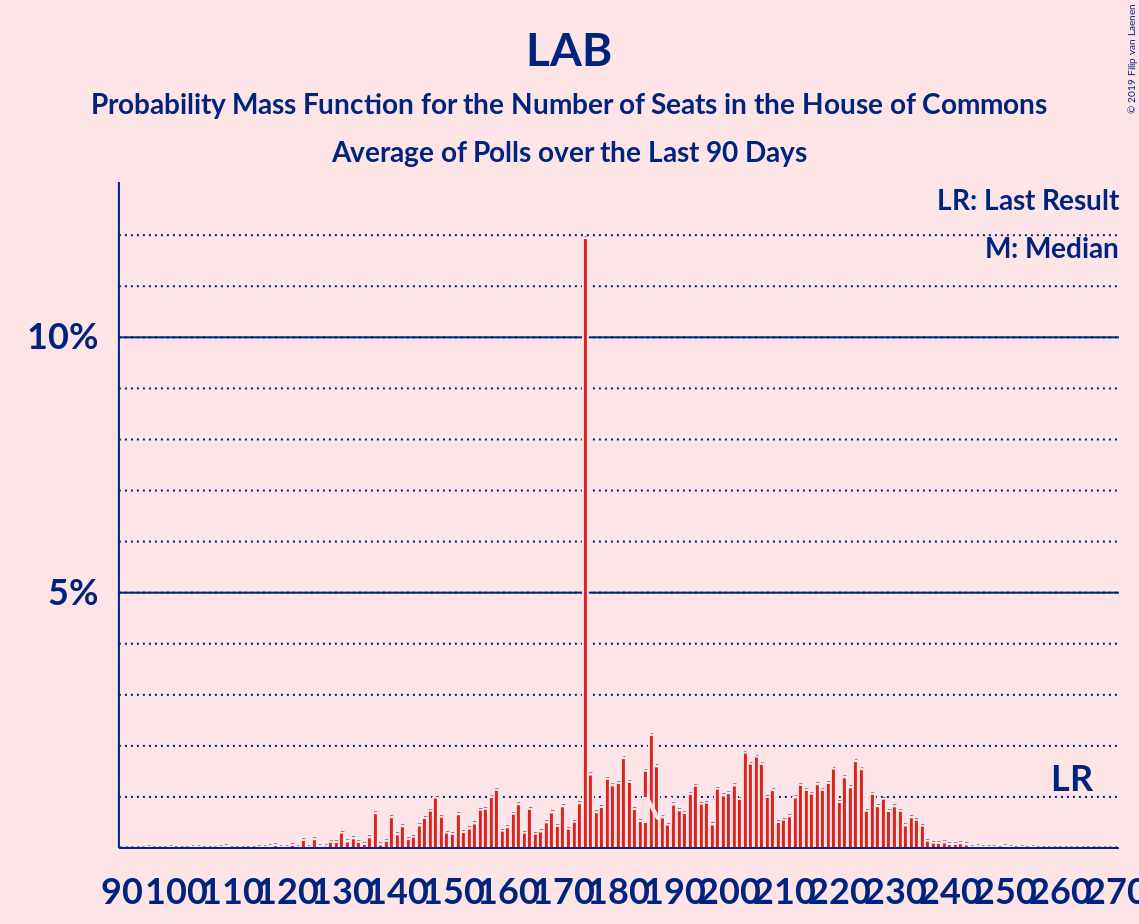 LAB
Probability Mass Function for the Number of Seats in the House of Commons
Average of Polls over the Last 90 Days
© 2019 Filip van Laenen
LR: Last Result
M: Median
10%
5%
LR
M
90 100 110 120 130 140 150 160 170 180 190 200 210 220 230 240 250 260 270